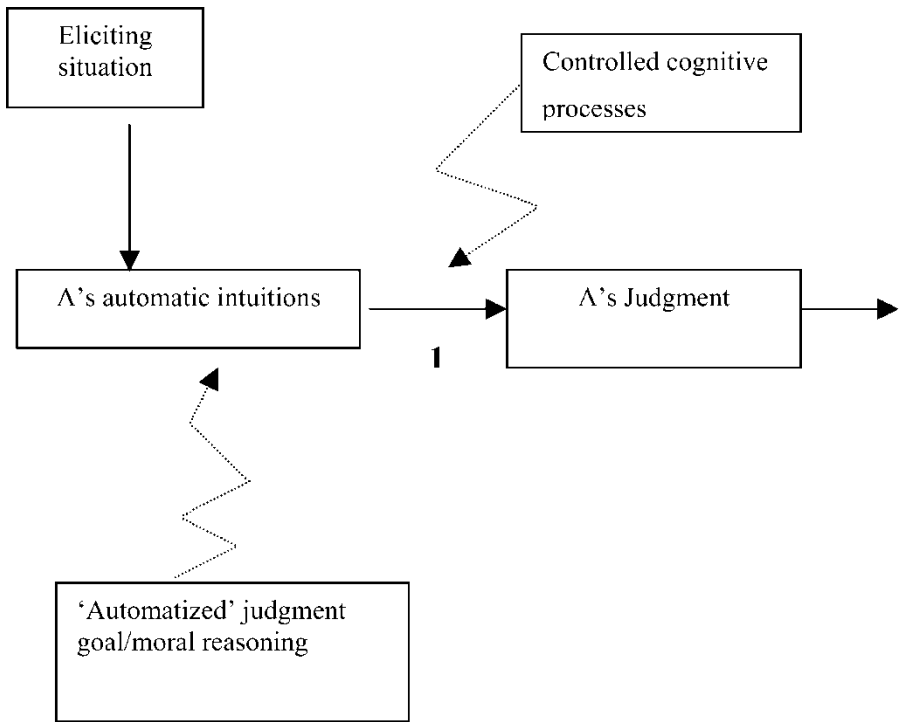 Eliciting
situation
Controlled cognitive
processes
Λ’s automatic intuitions
Λ’s Judgment
1
‘Automatized’ judgment
goal/moral reasoning